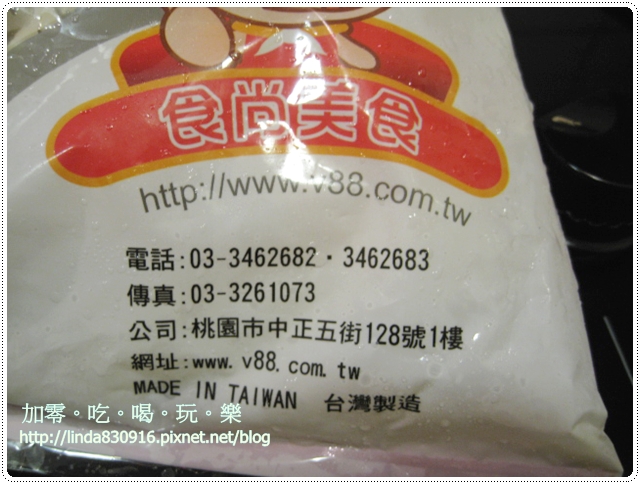 食尚美食
http://www.v88.com.tw
電話:03-3462682·3462683
傳真:03-3261073
公司:桃園市中正五街128號1樓
網址:www.v88.com.tw
MADE IN TAIWAN 台灣製造
加零。吃。喝。玩。樂
http://linda830916.pixnet.net/blog